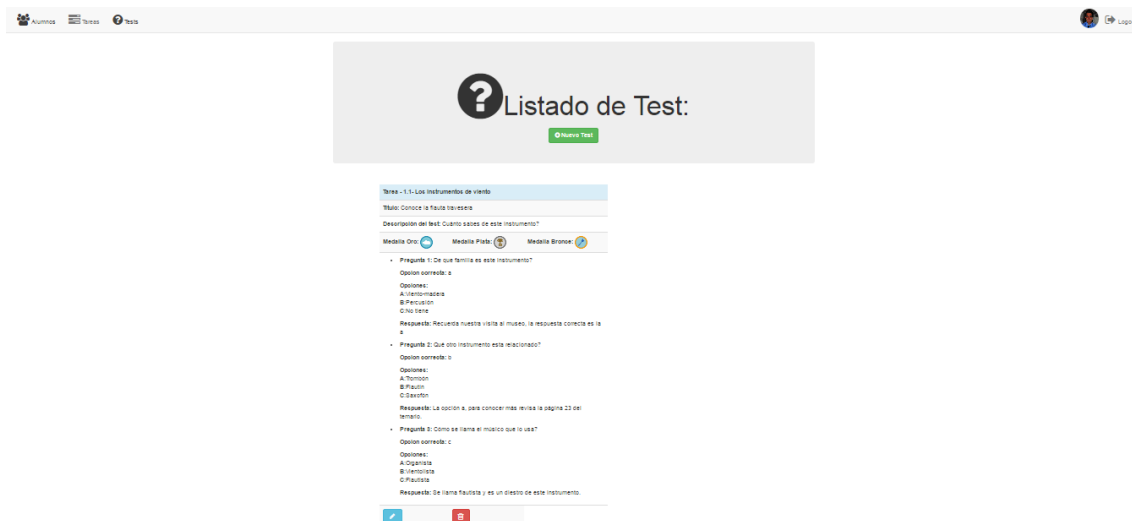 Alumnos Tareas Tests Logo
Listado de Test:
Nuevo Test
Tarea - 1.1- Los instrumentos de viento
Título: Conoce la flauta travesera
Descripción del test: Cuánto sabes de este instrumento?
Medalla Oro: Medalla Plata: Medalla Bronse:
• Pregunta 1: De que familia es este instrumento?
Opcion correcta: a
Opciones:
A:Viento-madera
B:Percusión
C:No tiene
Respuesta: Recuerda nuestra visita al museo, la respuesta correcta es la
a
• Pregunta 2: Qué otro instrumento esta relacionado?
Opcion correcta: b
Opciones:
A:Trombón
B:Flautín
C:Saxofón
Respuesta: La opción a, para conocer más revisa la página 23 del
temario.
• Pregunta 3: Cómo se llama el músico que lo usa?
Opcion correcta: c
Opciones:
A:Organista
B:Vientolista
C:Flautista
Respuesta: Se llama flautista y es un diestro de este instrumento.